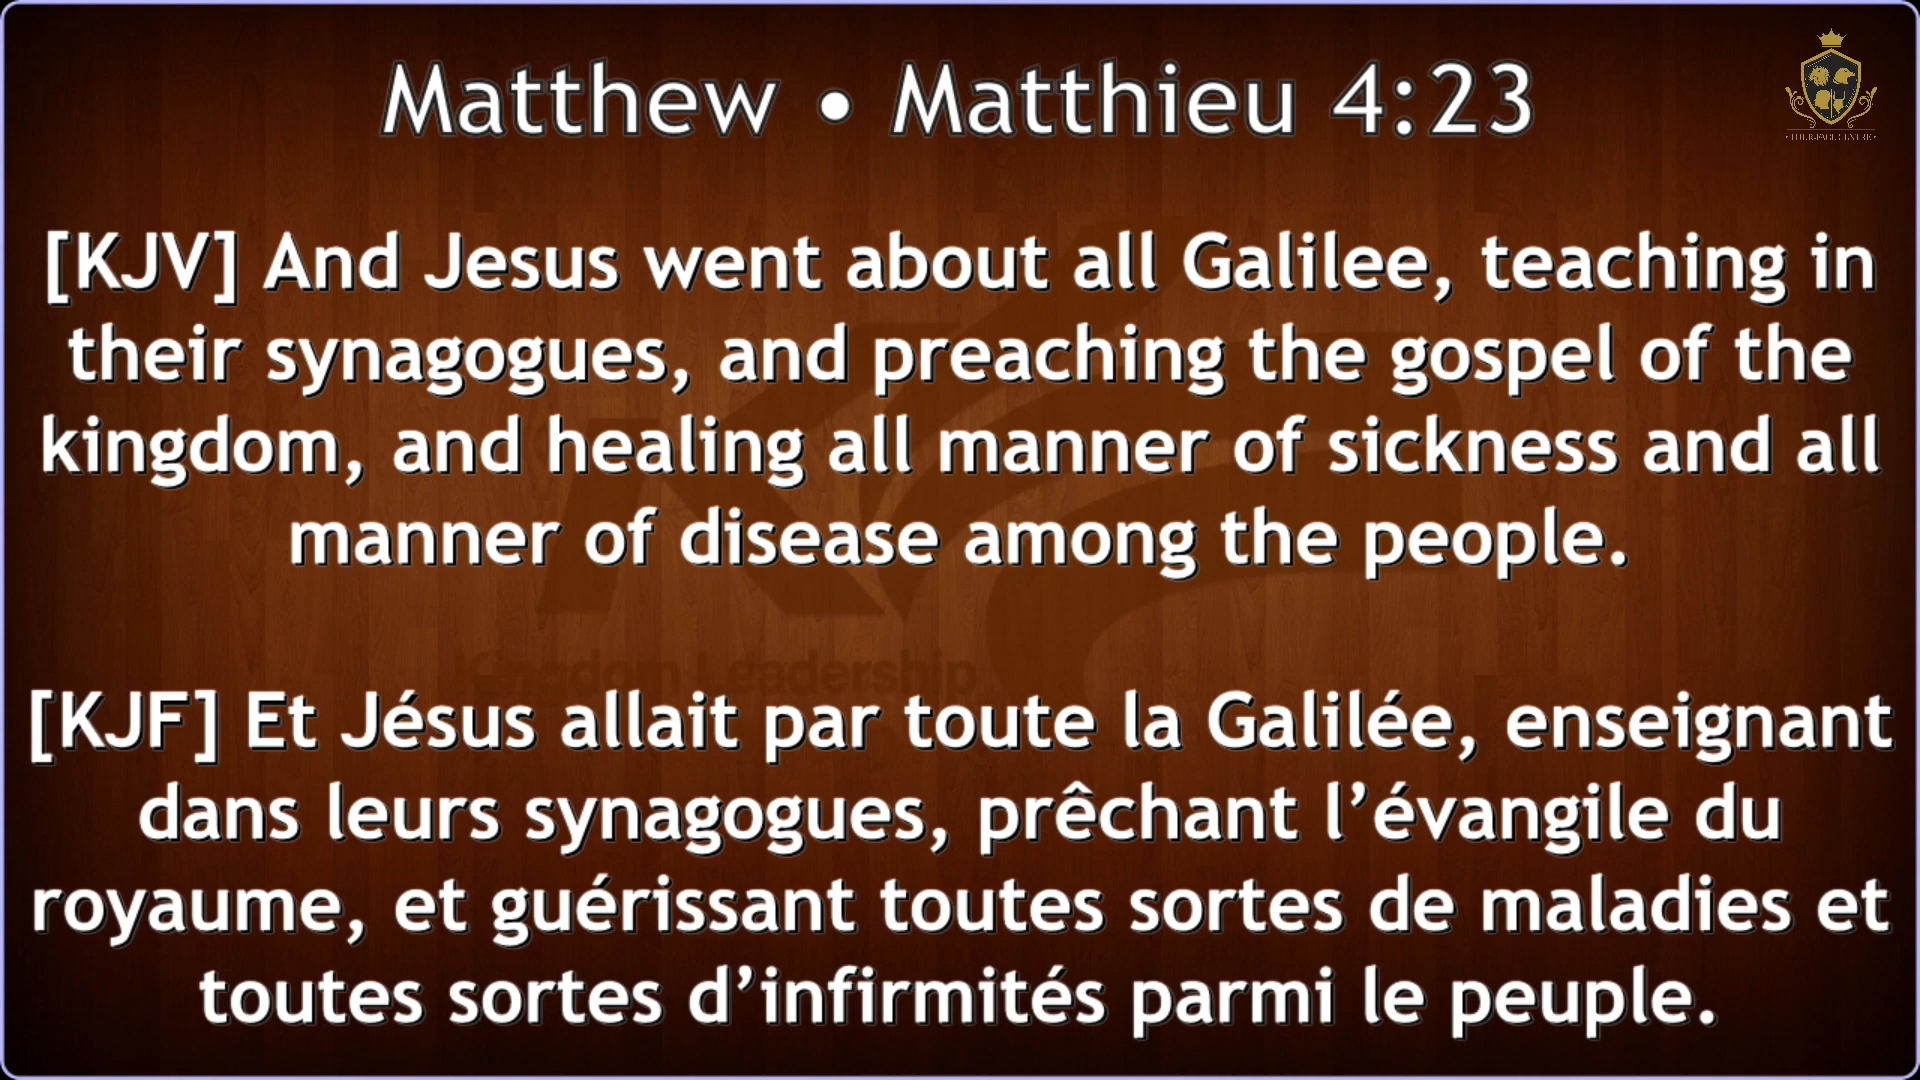 Matthew • Matthieu 4:23
[KJV] And Jesus went about all Galilee, teaching in
their synagogues, and preaching the gospel of the
kingdom, and healing all manner of sickness and all
manner of disease among the people.
Kingdom Leadership
[KJF] Et Jésus allait par toute la Galilée, enseignant
dans leurs synagogues, prêchant l’évangile du
royaume, et guérissant toutes sortes de maladies et
toutes sortes d’infirmités parmi le peuple.